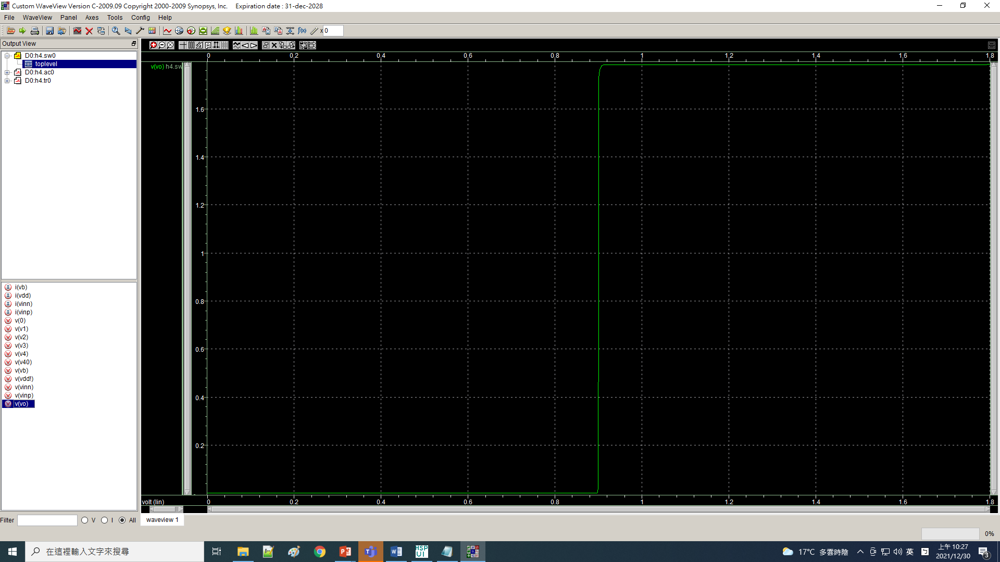 Custom WaveView Version C-2009.09 Copyright 2000-2009 Synopsys, Inc. Expiration date : 31-dec-2028
File WaveView Panel Axes Tools Config Help
f(x) x 0
Output View
D0:h4.sw0
toplevel
D0:h4.ac0
D0:h4.tr0
i(vb)
i(vdd)
i(vinn)
i(vinp)
v(0)
v(v1)
v(v2)
v(v3)
v(v4)
v(v40)
v(vb)
v(vdd!)
v(vinn)
v(vinp)
v(vo)
Filter V I All
0 0.2 0.4 0.6 0.8 1 1.2 1.4 1.6 1.8
v(vo) h4.sw
1.6
1.4
1.2
1
0.8
0.6
0.4
0.2
volt (lin) 0 0.2 0.4 0.6 0.8 1 1.2 1.4 1.6 1.8
waveview 1
0%
在這裡輸入文字來搜尋
HSP
UI
17°C 多雲時陰
英
上午 10:27
2021/12/30
3